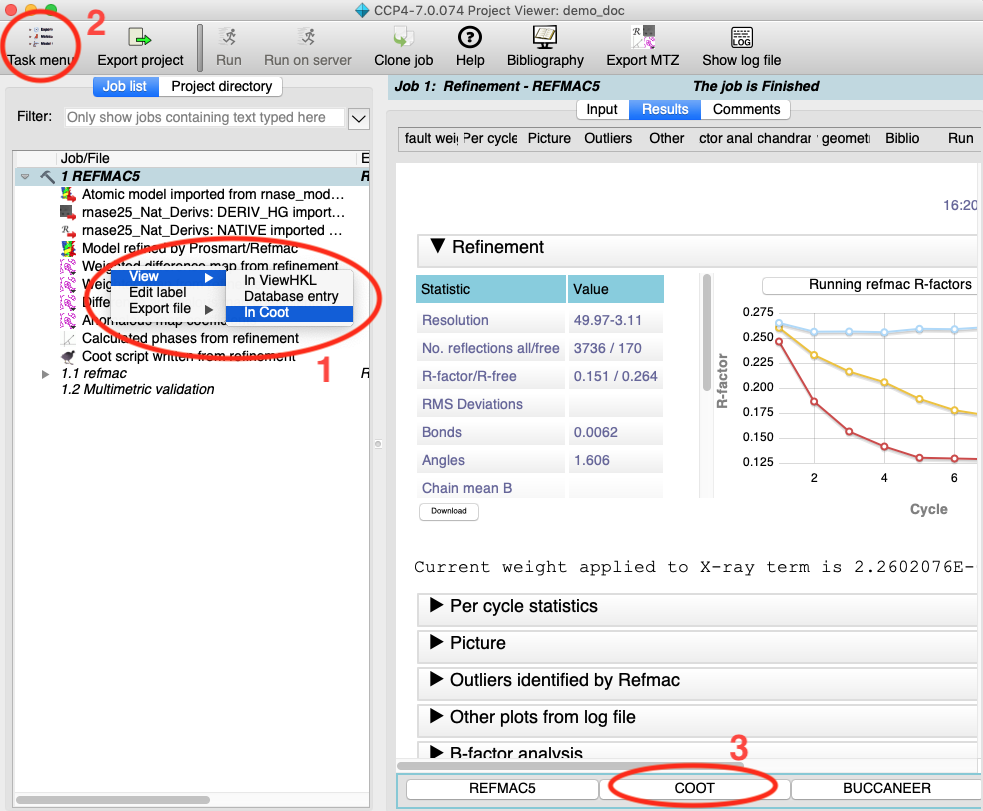 CCP4-7.0.074 Project Viewer: demo_doc
2
Task menu Export project Run Run on server Clone job Help Bibliography Export MTZ Show log file
Job list Project directory
Job 1: Refinement - REFMAC5 The job is Finished
Filter: Only show jobs containing text typed here
Input Results Comments
fault weig Per cycle Picture Outliers Other ctor anal chandran geometr Biblio Run
Job/File E
1 REFMAC5 R
Atomic model imported from rnase_mod...
rnase25_Nat_Derivs: DERIV_HG import...
rnase25_Nat_Derivs: NATIVE imported ...
Model refined by Prosmart/Refmac
Weighted difference map from refinement
Weig
Diffe
Anomalous map coeffi
Calculated phases from refinement
Coot script written from refinement
1.1 refmac R
1.2 Multimetric validation
View
Edit label
Export file
In ViewHKL
Database entry
In Coot
1
16:20
Refinement
Statistic Value
Resolution 49.97-3.11
No. reflections all/free 3736 / 170
R-factor/R-free 0.151 / 0.264
RMS Deviations
Bonds 0.0062
Angles 1.606
Chain mean B
Download
Running refmac R-factors
0.275
0.250
0.225
0.200
0.175
0.150
0.125
R-factor
2 4 6
Cycle
Current weight applied to X-ray term is 2.2602076E-
Per cycle statistics
Picture
Outliers identified by Refmac
Other plots from log file
B-factor analysis
3
REFMAC5 COOT BUCCANEER